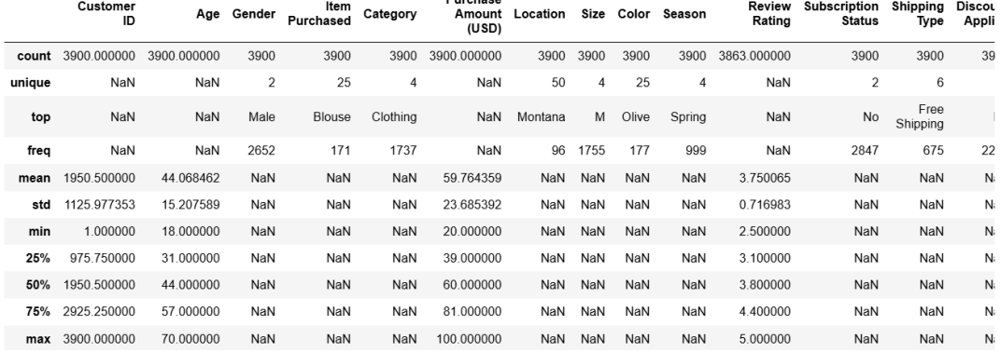 Customer ID Age Gender Item Purchased Category Purchase Amount (USD) Location Size Color Season Review Rating Subscription Status Shipping Type
count 3900.000000 3900.000000 3900 3900 3900 3900.000000 3900 3900 3900 3900 3863.000000 3900 3900 39
unique NaN NaN 2 25 4 NaN 50 4 25 4 NaN 2 6
top NaN NaN Male Blouse Clothing NaN Montana M Olive Spring NaN No Free Shipping
freq NaN NaN 2652 171 1737 NaN 96 1755 177 999 NaN 2847 675 22
mean 1950.500000 44.068462 NaN NaN NaN 59.764359 NaN NaN NaN NaN 3.750065 NaN NaN
std 1125.977353 15.207589 NaN NaN NaN 23.685392 NaN NaN NaN NaN 0.716983 NaN NaN
min 1.000000 18.000000 NaN NaN NaN 20.000000 NaN NaN NaN NaN 2.500000 NaN NaN
25% 975.750000 31.000000 NaN NaN NaN 39.000000 NaN NaN NaN NaN 3.100000 NaN NaN
50% 1950.500000 44.000000 NaN NaN NaN 60.000000 NaN NaN NaN NaN 3.800000 NaN NaN
75% 2925.250000 57.000000 NaN NaN NaN 81.000000 NaN NaN NaN NaN 4.400000 NaN NaN
max 3900.000000 70.000000 NaN NaN NaN 100.000000 NaN NaN NaN NaN 5.000000 NaN NaN